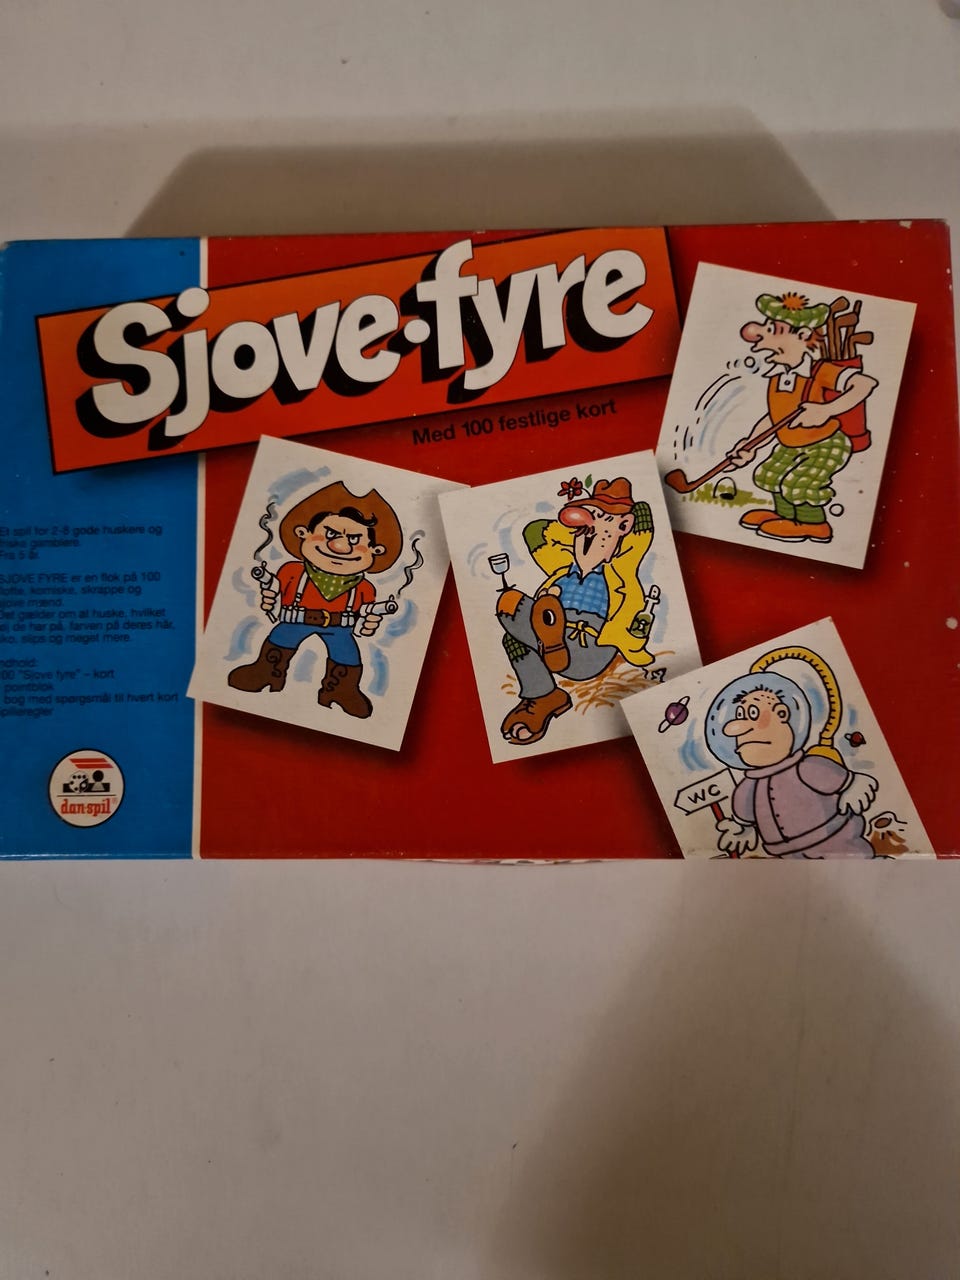 Sjove-fyre
Med 100 festlige kort
Et spil for 2-8 gode huskere og
friske gamblere.
Fra 5 år.
SJOVE FYRE er en flok på 100
flotte, komiske, skrappe og
sjove mænd.
Det gælder om at huske, hvilket
tøj de har på, farven på deres hår,
sko, slips og meget mere.
Indhold:
100 "Sjove fyre" – kort
pointblok
bog med spørgsmål til hvert kort
spilleregler
dan-spil®
WC